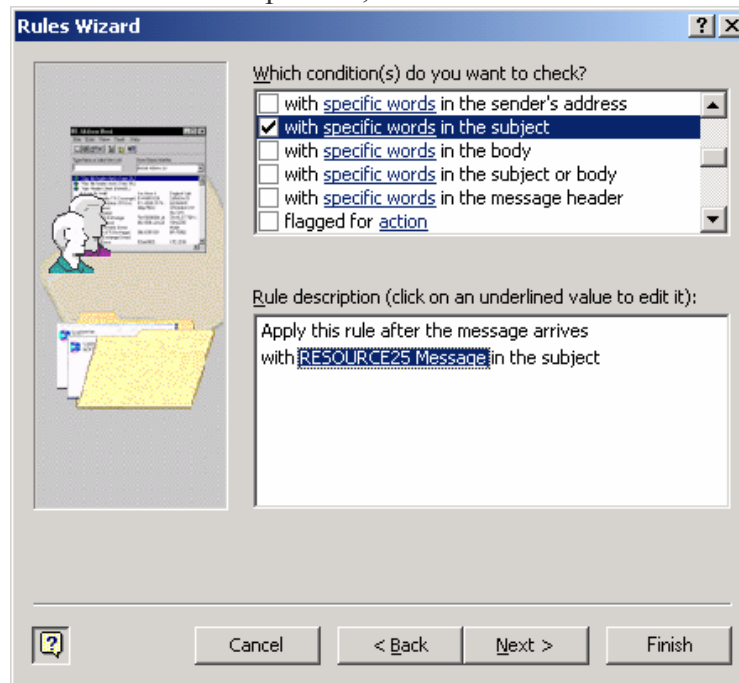 Rules Wizard
Which condition(s) do you want to check?
with specific words in the sender's address
with specific words in the subject
with specific words in the body
with specific words in the subject or body
with specific words in the message header
flagged for action
Rule description (click on an underlined value to edit it):
Apply this rule after the message arrives
with RESOURCE25 Message in the subject
Cancel
< Back
Next >
Finish